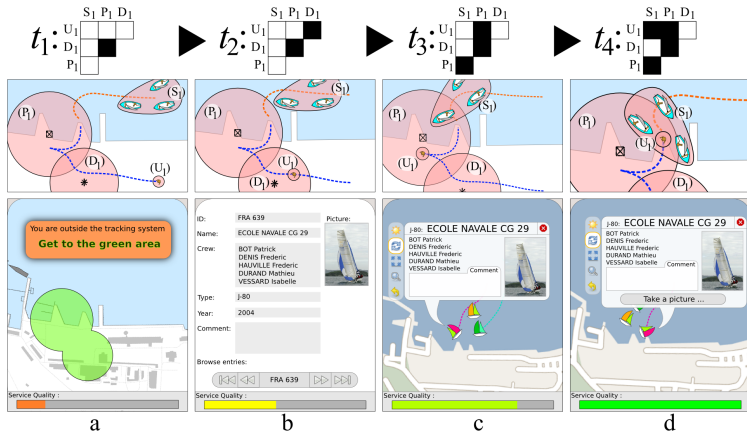 S1 P1 D1
U1
t1: D1
P1
S1 P1 D1
U1
t2: D1
P1
S1 P1 D1
U1
t3: D1
P1
S1 P1 D1
U1
t4: D1
P1
(P1) (S1) (D1) (U1)
(P1) (S1) (D1) (U1)
(P1) (S1) (U1) (D1)
(P1) (S1) (U1) (D1)
You are outside the tracking system
Get to the green area
Service Quality :
ID: FRA 639 Picture:
Name: ECOLE NAVALE CG 29
Crew: BOT Patrick
DENIS Frederic
HAUVILLE Frederic
DURAND Mathieu
VESSARD Isabelle
Type: J-80
Year: 2004
Comment:
Browse entries:
FRA 639
Service Quality :
J-80: ECOLE NAVALE CG 29
BOT Patrick
DENIS Frederic
HAUVILLE Frederic
DURAND Mathieu
VESSARD Isabelle
Comment
Service Quality :
J-80: ECOLE NAVALE CG 29
BOT Patrick
DENIS Frederic
HAUVILLE Frederic
DURAND Mathieu
VESSARD Isabelle
Comment
Take a picture ...
Service Quality :
a b c d